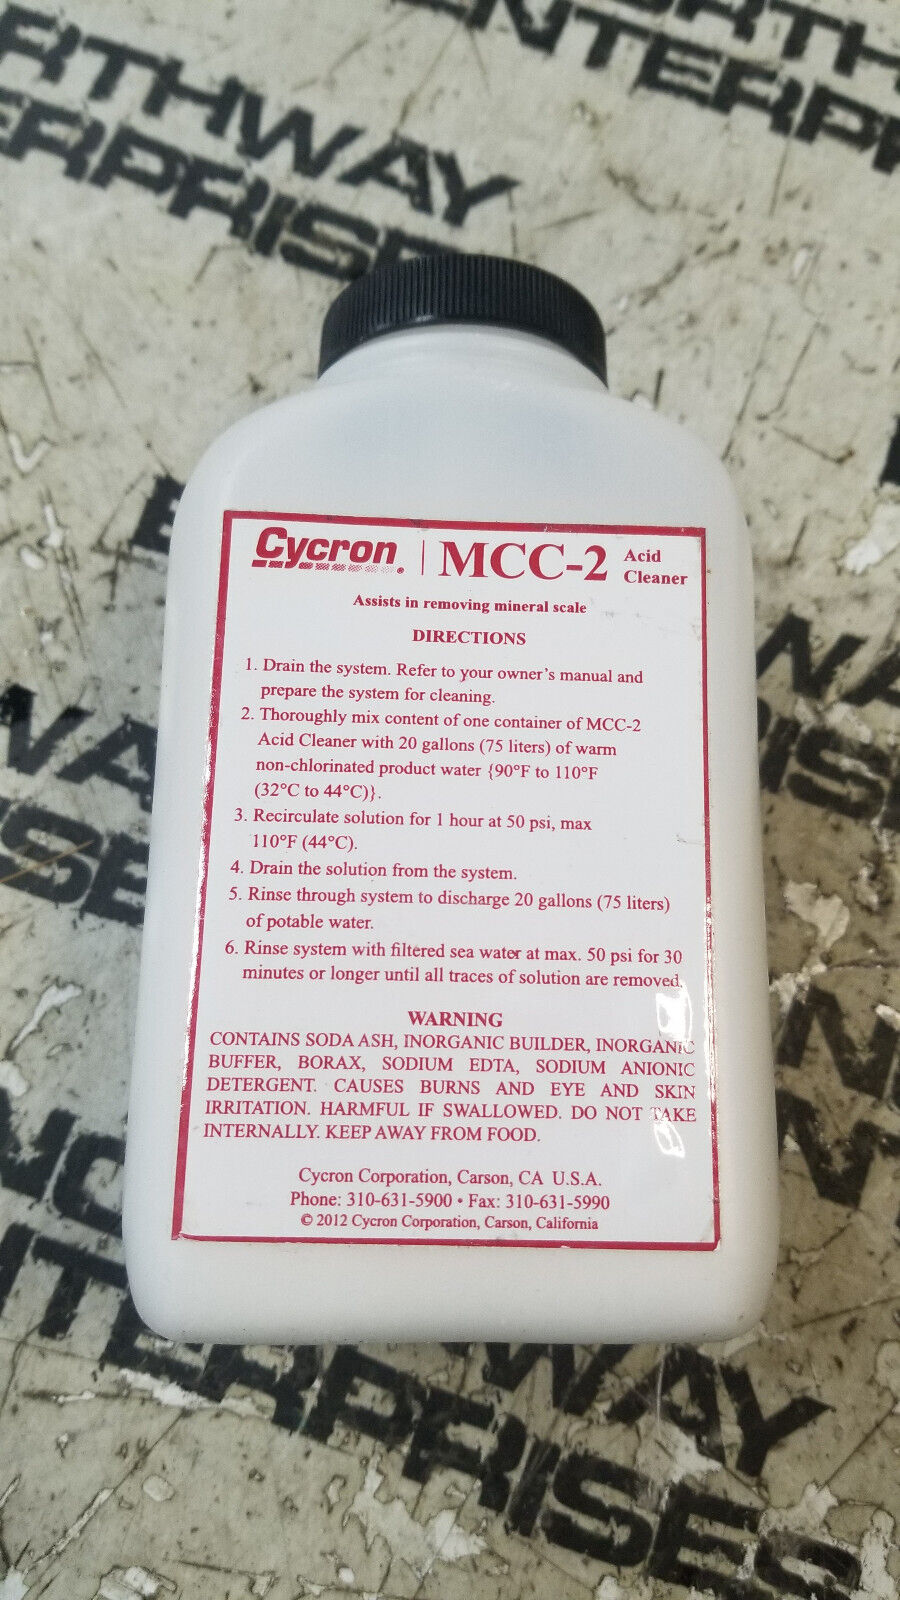 RTHWAY
ERPRISE
ORTH
ENTERP
Cycron | MCC-2 Acid
Cleaner
Assists in removing mineral scale
DIRECTIONS
1. Drain the system. Refer to your owner's manual and
prepare the system for cleaning.
2. Thoroughly mix content of one container of MCC-2
Acid Cleaner with 20 gallons (75 liters) of warm
non-chlorinated product water {90°F to 110°F
(32°C to 44°C)}.
3. Recirculate solution for 1 hour at 50 psi, max
110°F (44°C).
4. Drain the solution from the system.
5. Rinse through system to discharge 20 gallons (75 liters)
of potable water.
6. Rinse system with filtered sea water at max. 50 psi for 30
minutes or longer until all traces of solution are removed.
WARNING
CONTAINS SODA ASH, INORGANIC BUILDER, INORGANIC
BUFFER, BORAX, SODIUM EDTA, SODIUM ANIONIC
DETERGENT. CAUSES BURNS AND EYE AND SKIN
IRRITATION. HARMFUL IF SWALLOWED. DO NOT TAKE
INTERNALLY. KEEP AWAY FROM FOOD.
Cycron Corporation, Carson, CA U.S.A.
Phone: 310-631-5900 • Fax: 310-631-5990
© 2012 Cycron Corporation, Carson, California
WAY
TERPRISES